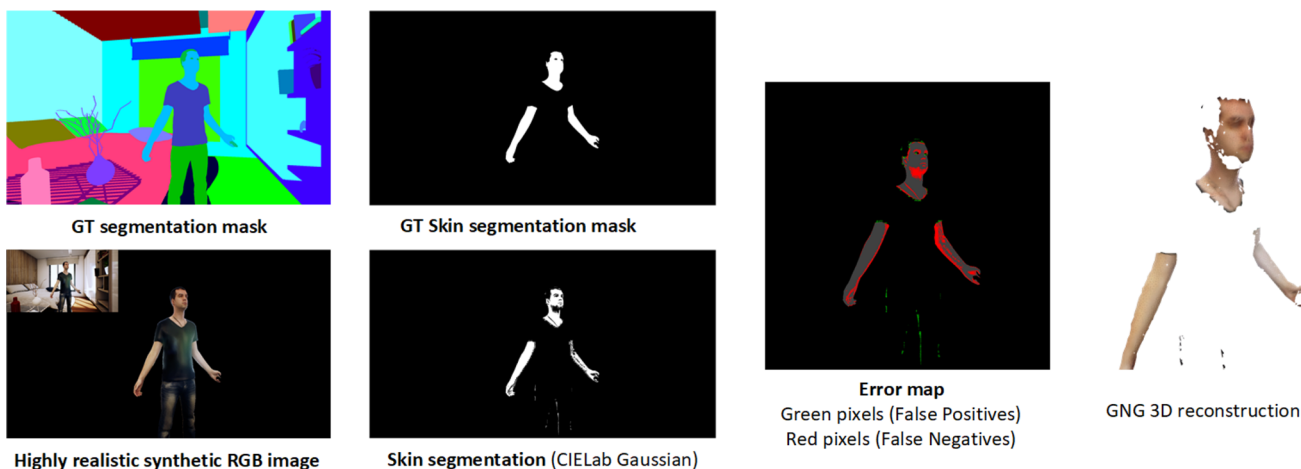 GT segmentation mask
GT Skin segmentation mask
Highly realistic synthetic RGB image
Skin segmentation (CIELab Gaussian)
Error map
Green pixels (False Positives)
Red pixels (False Negatives)
GNG 3D reconstruction